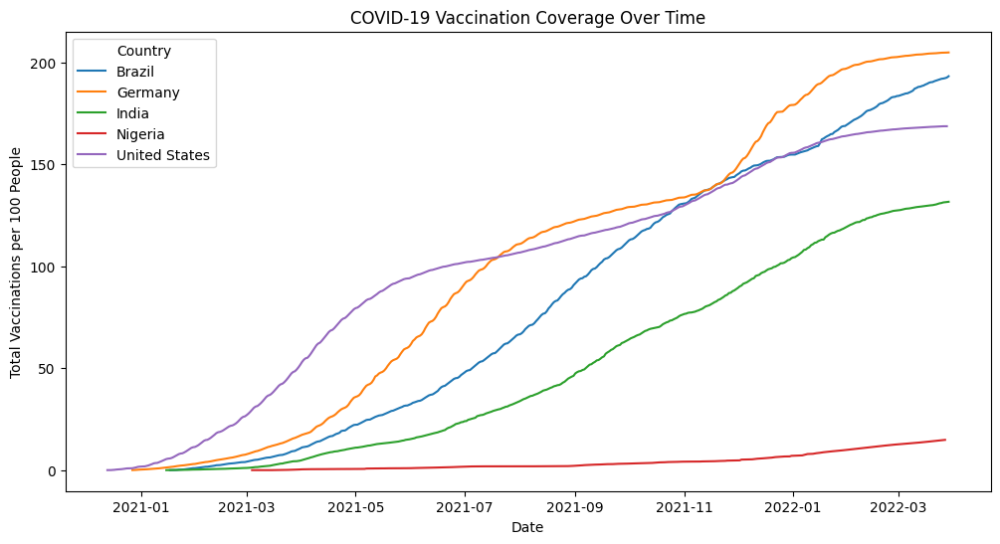 COVID-19 Vaccination Coverage Over Time
Total Vaccinations per 100 People
200
150
100
50
0
Country
Brazil
Germany
India
Nigeria
United States
2021-01 2021-03 2021-05 2021-07 2021-09 2021-11 2022-01 2022-03
Date